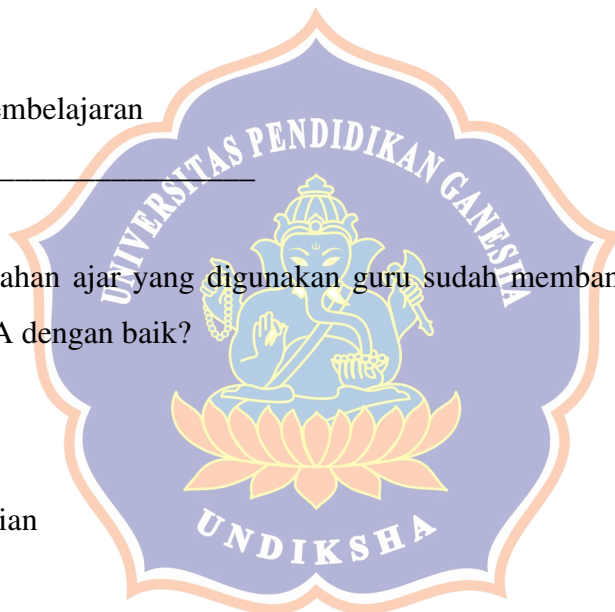 embelajaran
UNIVERSITAS PENDIDIKAN GANESHA
ahan ajar yang digunakan guru sudah memban
A dengan baik?
ian
UNDIKSHA